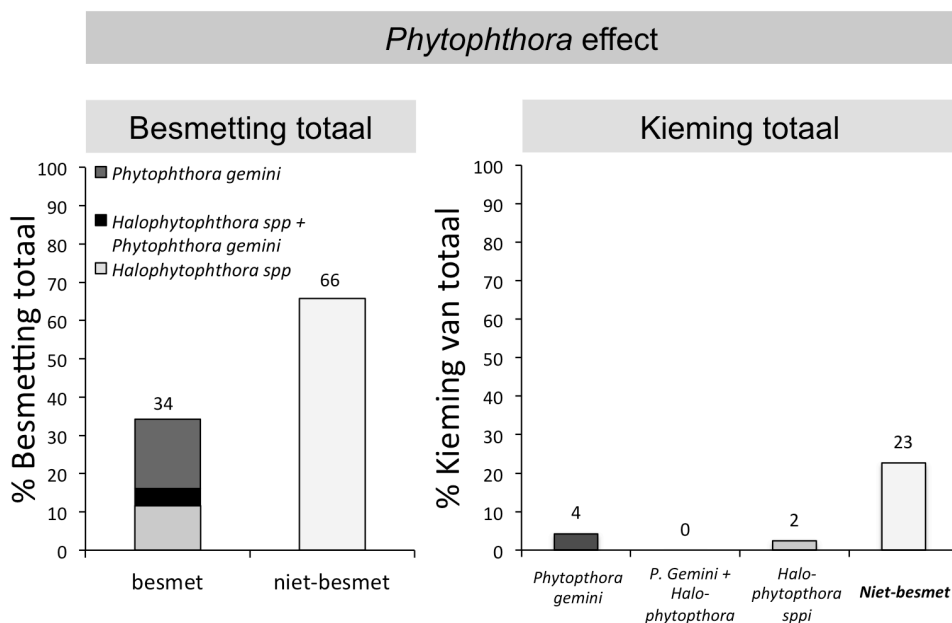 Phytophthora effect
Besmetting totaal
% Besmetting totaal
100
90
80
70
60
50
40
30
20
10
0
Phytophthora gemini
Halophytophthora spp +
Phytophthora gemini
Halophytophthora spp
34
66
besmet
niet-besmet
Kieming totaal
% Kieming van totaal
100
90
80
70
60
50
40
30
20
10
0
4
0
2
23
Phytopthora
gemini
P. Gemini +
Halo-
phytopthora
Halo-
phytopthora
sppi
Niet-besmet